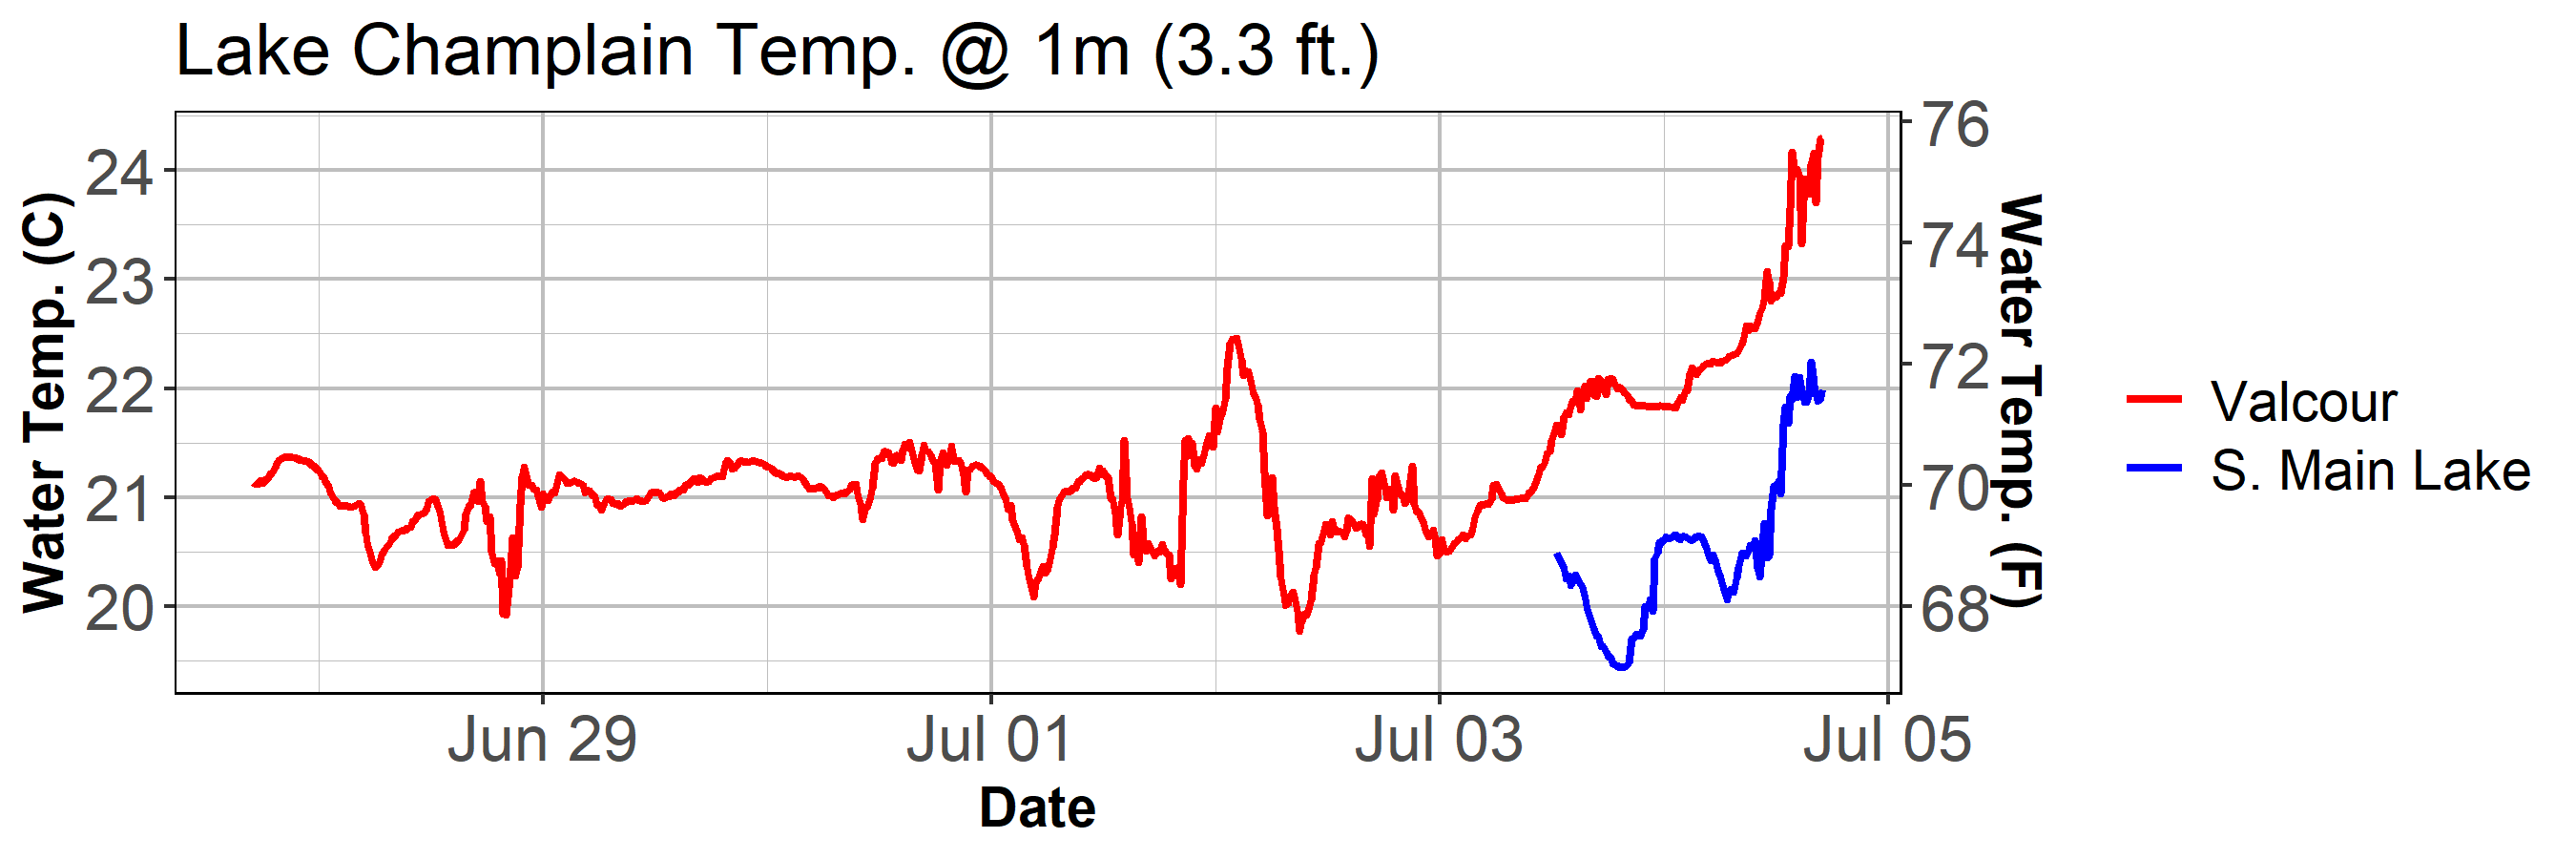 Lake Champlain Temp. @ 1m (3.3 ft.)
Water Temp. (C)
24
23
22
21
20
76
74
72
70
68
Water Temp. (F)
Jun 29
Jul 01
Jul 03
Jul 05
Date
Valcour
S. Main Lake